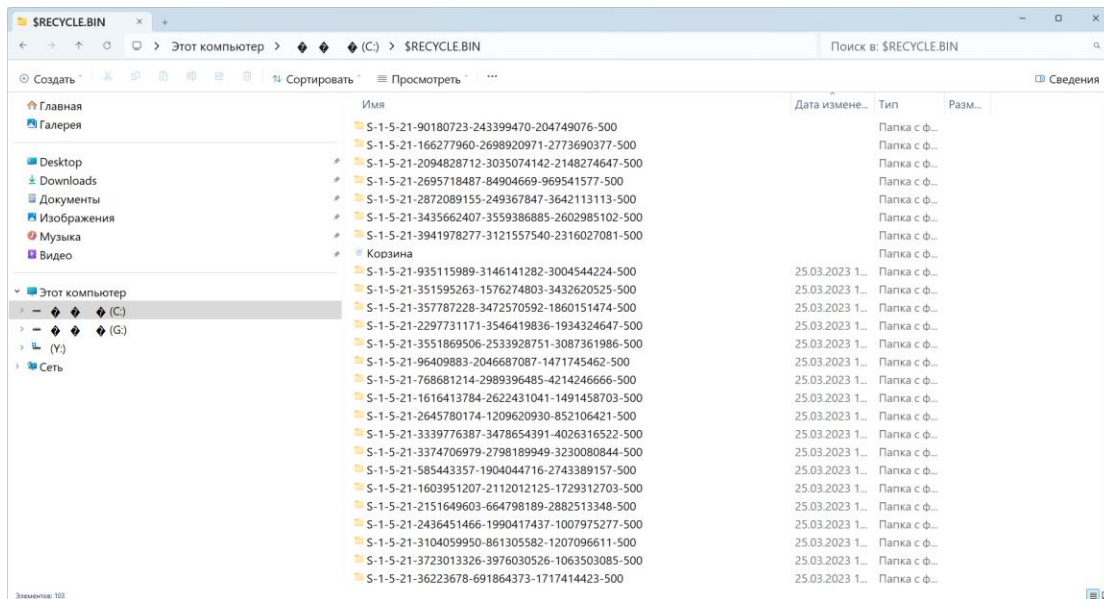 $RECYCLE.BIN
Этот компьютер > � � � (C:) > $RECYCLE.BIN
Поиск в: $RECYCLE.BIN
Создать
Сортировать
Просмотреть
...
Сведения
Главная
Галерея
Desktop
Downloads
Документы
Изображения
Музыка
Видео
Этот компьютер
� � � (C:)
� � � (G:)
(Y:)
Сеть
Имя Дата измене... Тип Разм...
S-1-5-21-90180723-243399470-204749076-500 Папка с ф...
S-1-5-21-166277960-2698920971-2773690377-500 Папка с ф...
S-1-5-21-2094828712-3035074142-2148274647-500 Папка с ф...
S-1-5-21-2695718487-84904669-969541577-500 Папка с ф...
S-1-5-21-2872089155-249367847-3642113113-500 Папка с ф...
S-1-5-21-3435662407-3559386885-2602985102-500 Папка с ф...
S-1-5-21-3941978277-3121557540-2316027081-500 Папка с ф...
Корзина Папка с ф...
S-1-5-21-935115989-3146141282-3004544224-500 25.03.2023 1... Папка с ф...
S-1-5-21-351595263-1576274803-3432620525-500 25.03.2023 1... Папка с ф...
S-1-5-21-357787228-3472570592-1860151474-500 25.03.2023 1... Папка с ф...
S-1-5-21-2297731171-3546419836-1934324647-500 25.03.2023 1... Папка с ф...
S-1-5-21-3551869506-2533928751-3087361986-500 25.03.2023 1... Папка с ф...
S-1-5-21-96409883-2046687087-1471745462-500 25.03.2023 1... Папка с ф...
S-1-5-21-768681214-2989396485-4214246666-500 25.03.2023 1... Папка с ф...
S-1-5-21-1616413784-2622431041-1491458703-500 25.03.2023 1... Папка с ф...
S-1-5-21-2645780174-1209620930-852106421-500 25.03.2023 1... Папка с ф...
S-1-5-21-3339776387-3478654391-4026316522-500 25.03.2023 1... Папка с ф...
S-1-5-21-3374706979-2798189949-3230080844-500 25.03.2023 1... Папка с ф...
S-1-5-21-585443357-1904044716-2743389157-500 25.03.2023 1... Папка с ф...
S-1-5-21-1603951207-2112012125-1729312703-500 25.03.2023 1... Папка с ф...
S-1-5-21-2151649603-664798189-2882513348-500 25.03.2023 1... Папка с ф...
S-1-5-21-2436451466-1990417437-1007975277-500 25.03.2023 1... Папка с ф...
S-1-5-21-3104059950-861305582-1207096611-500 25.03.2023 1... Папка с ф...
S-1-5-21-3723013326-3976030526-1063503085-500 25.03.2023 1... Папка с ф...
S-1-5-21-36223678-691864373-1717414423-500 25.03.2023 1... Папка с ф...
Элементов: 103